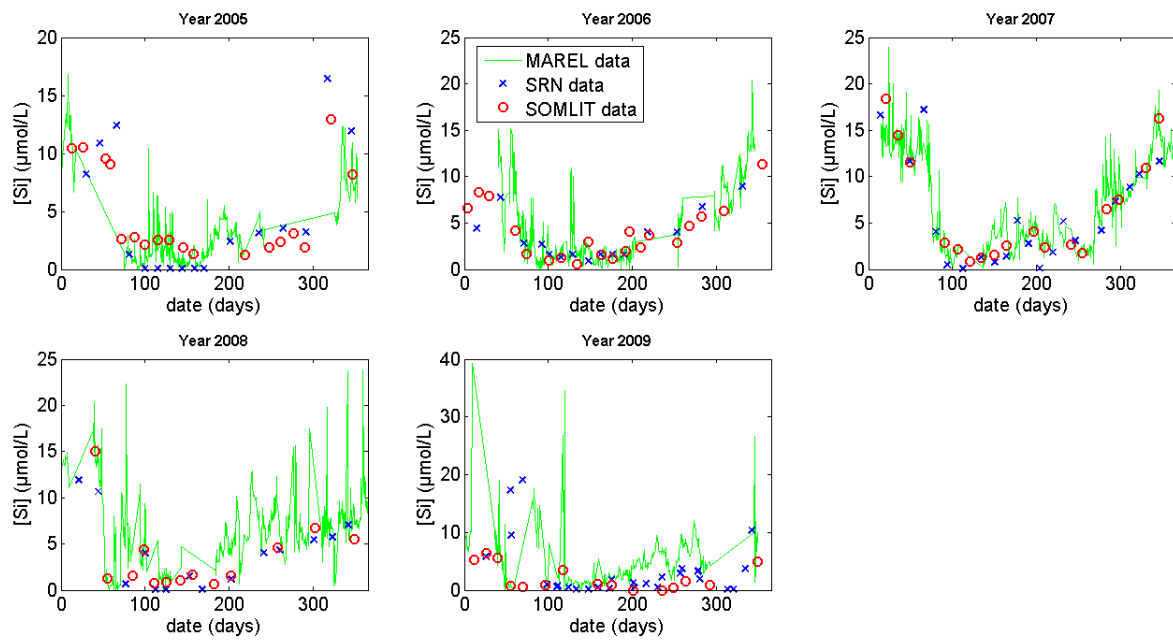 Year 2005
20
15
10
5
0
0 100 200 300
[Si] (µmol/L)
date (days)
Year 2006
25
20
15
10
5
0
0 100 200 300
[Si] (µmol/L)
date (days)
MAREL data
SRN data
SOMLIT data
Year 2007
25
20
15
10
5
0
0 100 200 300
[Si] (µmol/L)
date (days)
Year 2008
25
20
15
10
5
0
0 100 200 300
[Si] (µmol/L)
date (days)
Year 2009
40
30
20
10
0
0 100 200 300
[Si] (µmol/L)
date (days)